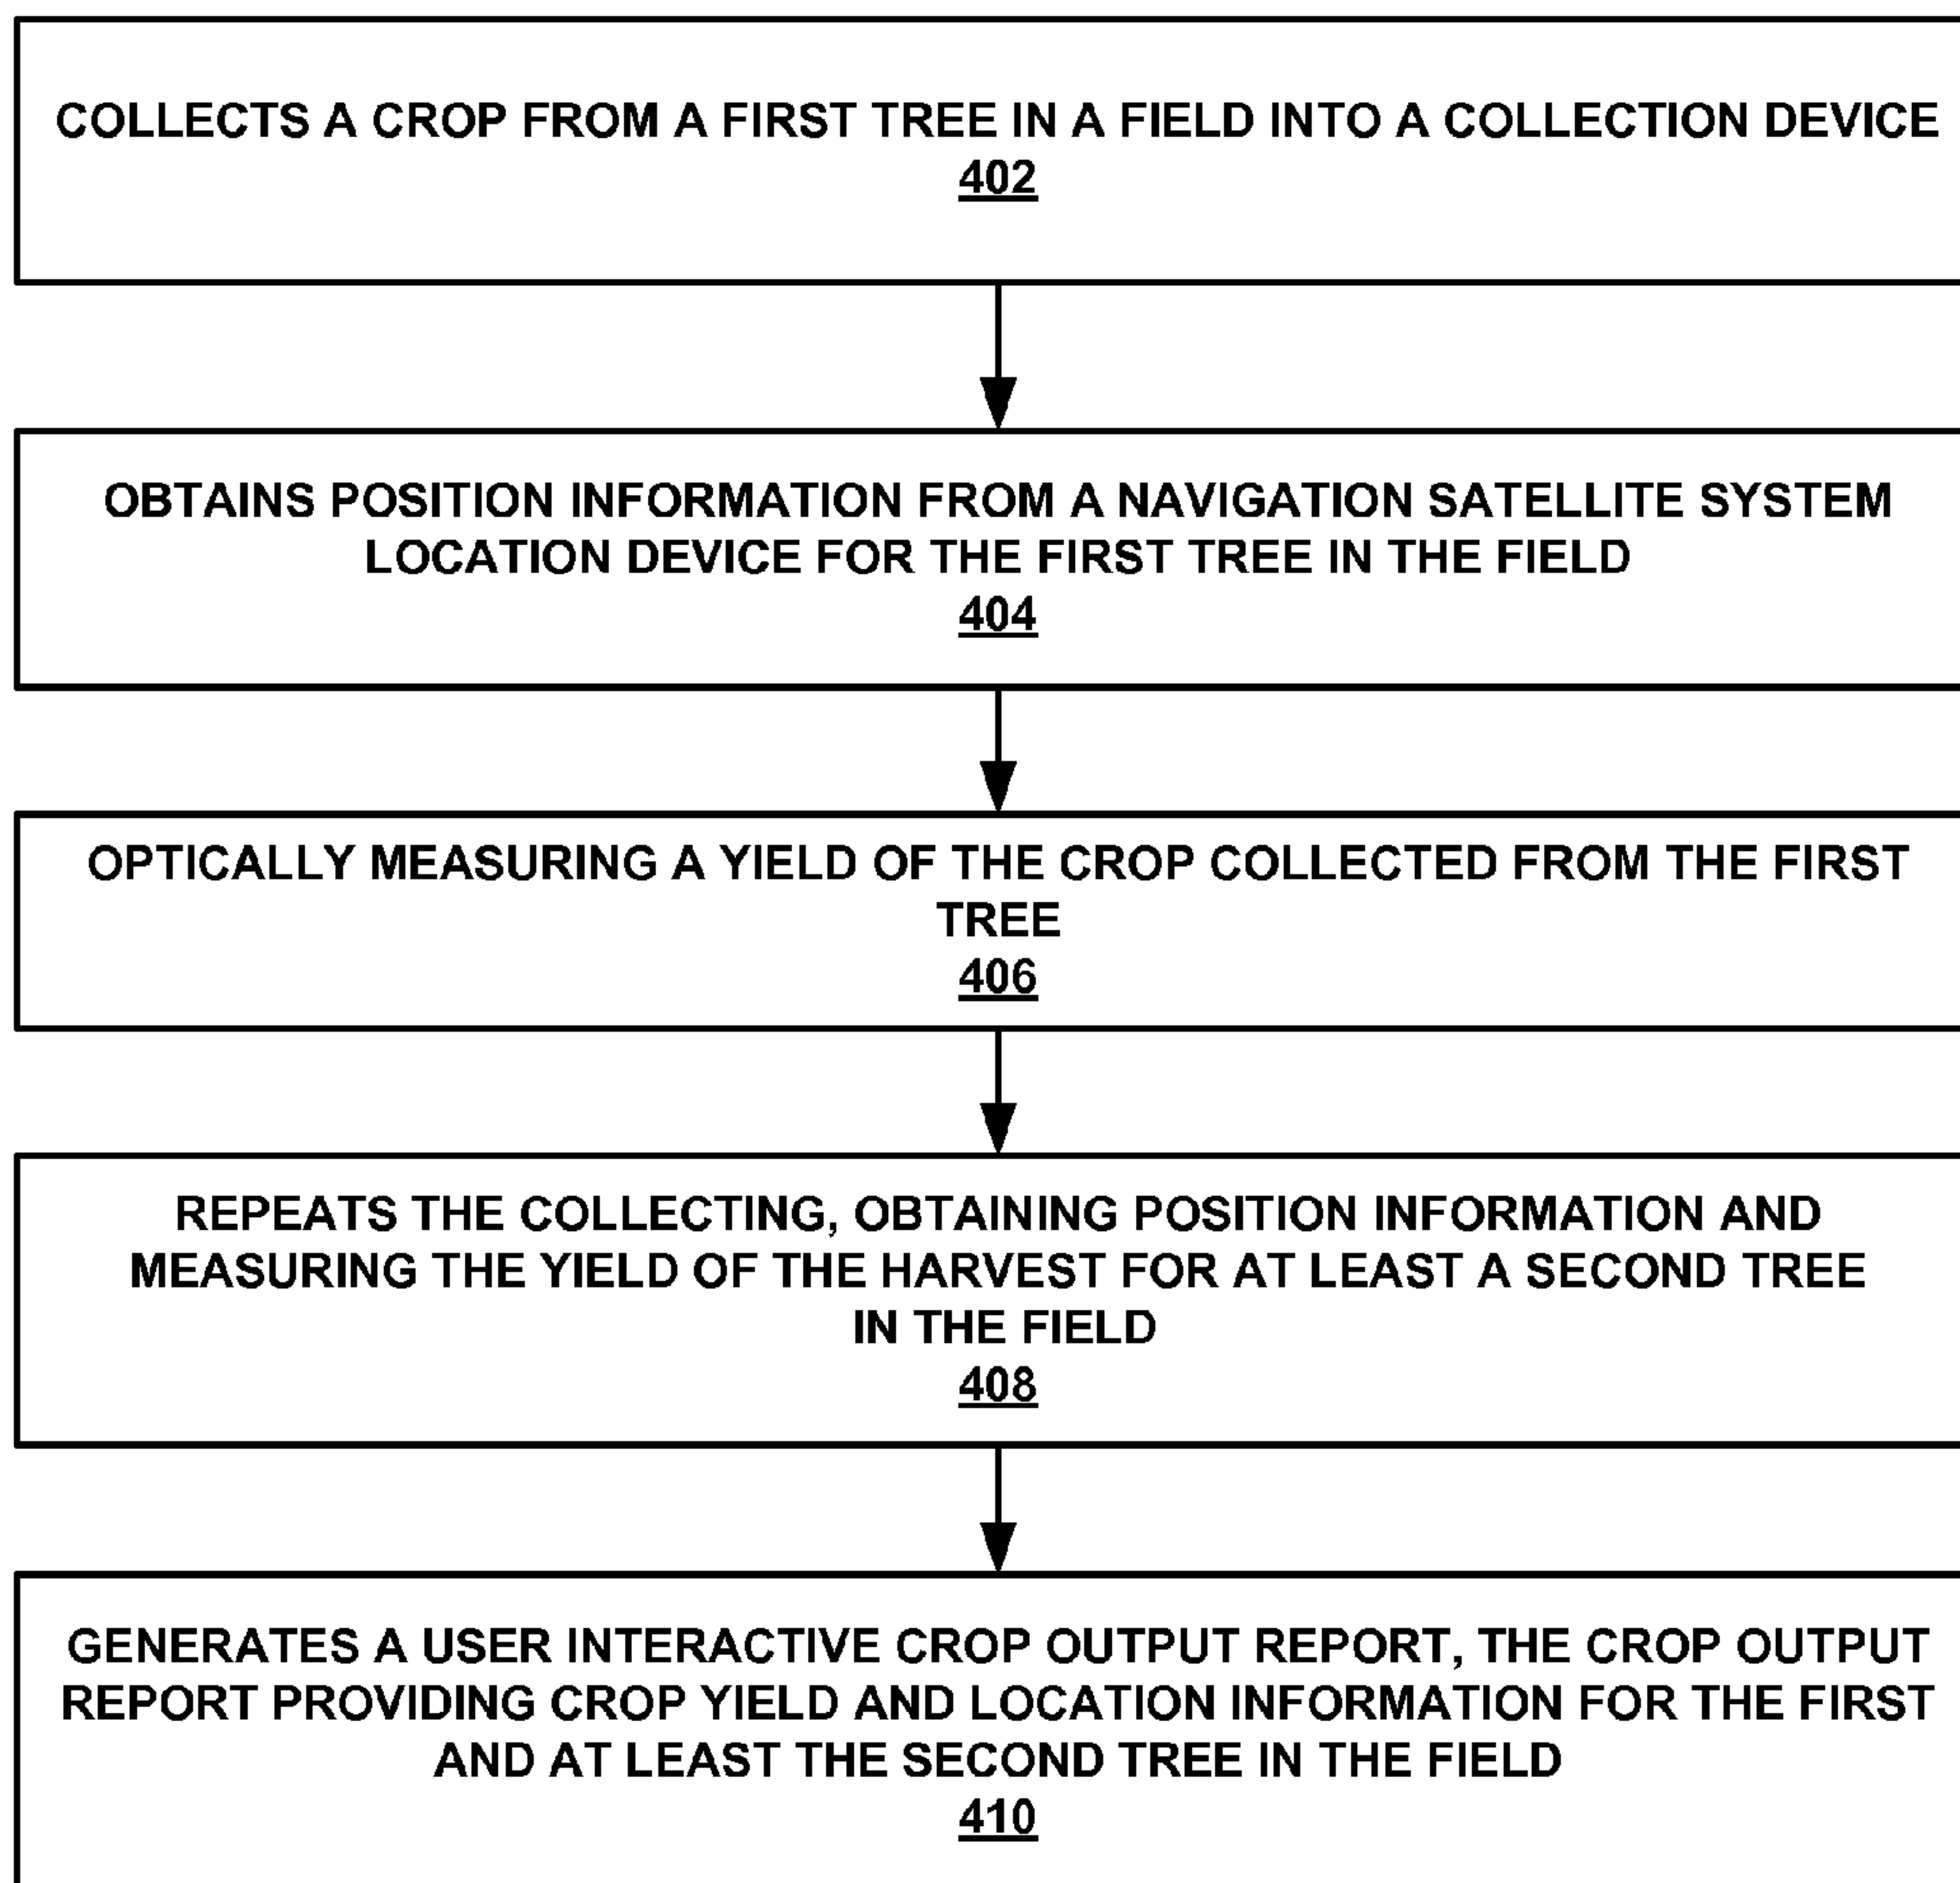 COLLECTS A CROP FROM A FIRST TREE IN A FIELD INTO A COLLECTION DEVICE
402
OBTAINS POSITION INFORMATION FROM A NAVIGATION SATELLITE SYSTEM
LOCATION DEVICE FOR THE FIRST TREE IN THE FIELD
404
OPTICALLY MEASURING A YIELD OF THE CROP COLLECTED FROM THE FIRST
TREE
406
REPEATS THE COLLECTING, OBTAINING POSITION INFORMATION AND
MEASURING THE YIELD OF THE HARVEST FOR AT LEAST A SECOND TREE
IN THE FIELD
408
GENERATES A USER INTERACTIVE CROP OUTPUT REPORT, THE CROP OUTPUT
REPORT PROVIDING CROP YIELD AND LOCATION INFORMATION FOR THE FIRST
AND AT LEAST THE SECOND TREE IN THE FIELD
410